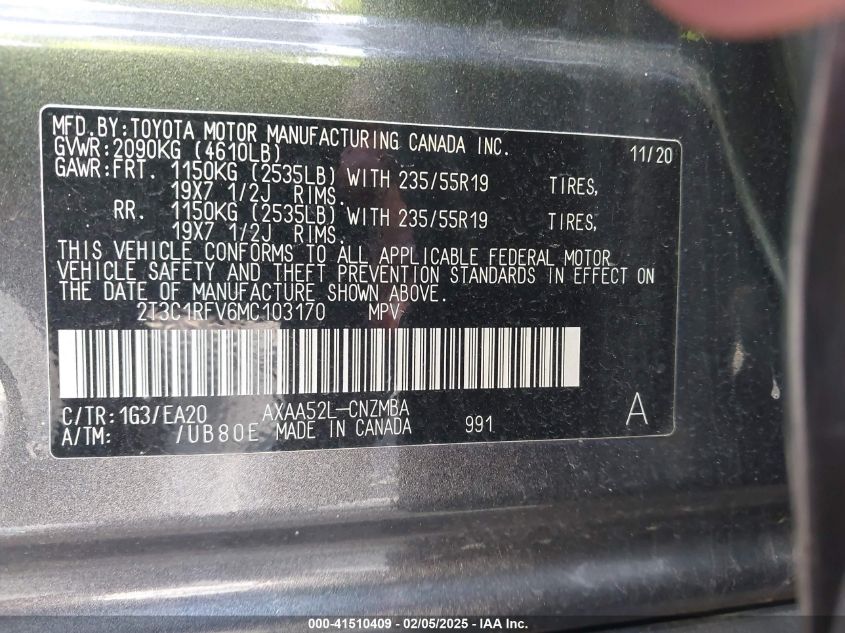 MFD.BY:TOYOTA MOTOR MANUFACTURING CANADA INC. 11/20
GVWR:2090KG (4610LB)
GAWR:FRT. 1150KG (2535LB) WITH 235/55R19 TIRES,
19X7 1/2J RIMS.
RR. 1150KG (2535LB) WITH 235/55R19 TIRES,
19X7 1/2J RIMS.
THIS VEHICLE CONFORMS TO ALL APPLICABLE FEDERAL MOTOR
VEHICLE SAFETY AND THEFT PREVENTION STANDARDS IN EFFECT ON
THE DATE OF MANUFACTURE SHOWN ABOVE.
2T3C1RFV6MC103170 MPV
C/TR:1G3/EA20 AXAA52L-CNZMBA A
A/TM: /UB80E MADE IN CANADA 991
000-41510409 - 02/05/2025 - IAA Inc.